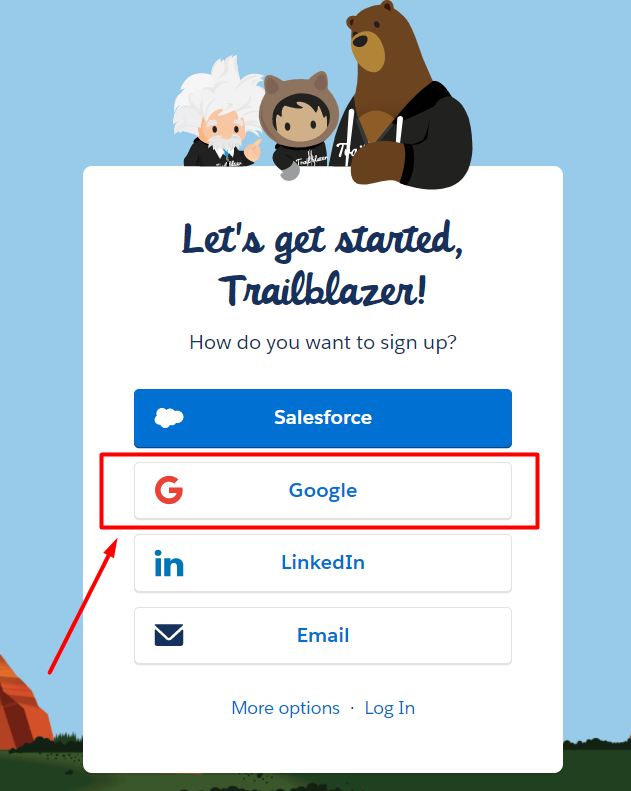 Trailblazer
Let's get started,
Trailblazer!
How do you want to sign up?
Salesforce
Google
LinkedIn
Email
More options · Log In